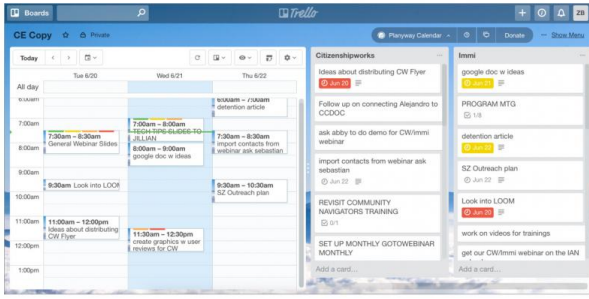 Boards
Trello
ZB
CE Copy
Private
Planyway Calendar
Donate
Show Menu
Today
Tue 6/20
Wed 6/21
Thu 6/22
All day
6:00am
7:00am
8:00am
9:00am
10:00am
11:00am
12:00pm
1:00pm
7:30am – 8:30am
General Webinar Slides
9:30am Look into LOOM
11:00am – 12:00pm
Ideas about distributing
CW Flyer
7:00am – 8:00am
TECH TIPS SLIDES TO
JILLIAN
8:00am – 9:00am
google doc w ideas
11:30am – 12:30pm
create graphics w user
reviews for CW
6:00am – 7:00am
detention article
7:30am – 8:30am
import contacts from
webinar ask sebastian
9:30am – 10:30am
SZ Outreach plan
Citizenshipworks
Ideas about distributing CW Flyer
Jun 20
Follow up on connecting Alejandro to
CCDOC
ask abby to do demo for CW/immi
webinar
import contacts from webinar ask
sebastian
Jun 22
REVISIT COMMUNITY
NAVIGATORS TRAINING
0/1
SET UP MONTHLY GOTOWEBINAR
MONTHLY
Add a card...
Immi
google doc w ideas
Jun 21
PROGRAM MTG
1/8
detention article
Jun 22
SZ Outreach plan
Jun 22
Look into LOOM
Jun 20
work on videos for trainings
get our CW/Immi webinar on the IAN
Add a card...